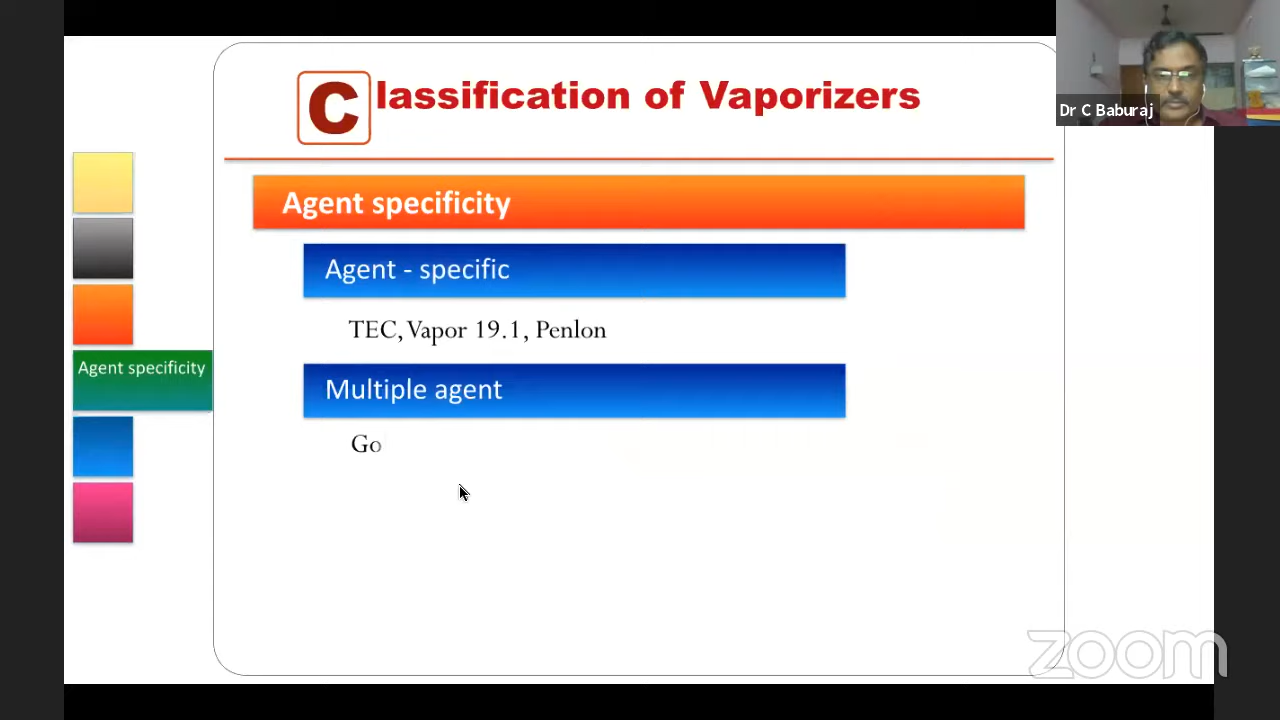 Classification of Vaporizers
Dr C Baburaj
Agent specificity
Agent - specific
TEC, Vapor 19.1, Penlon
Agent specificity
Multiple agent
Go
zoom